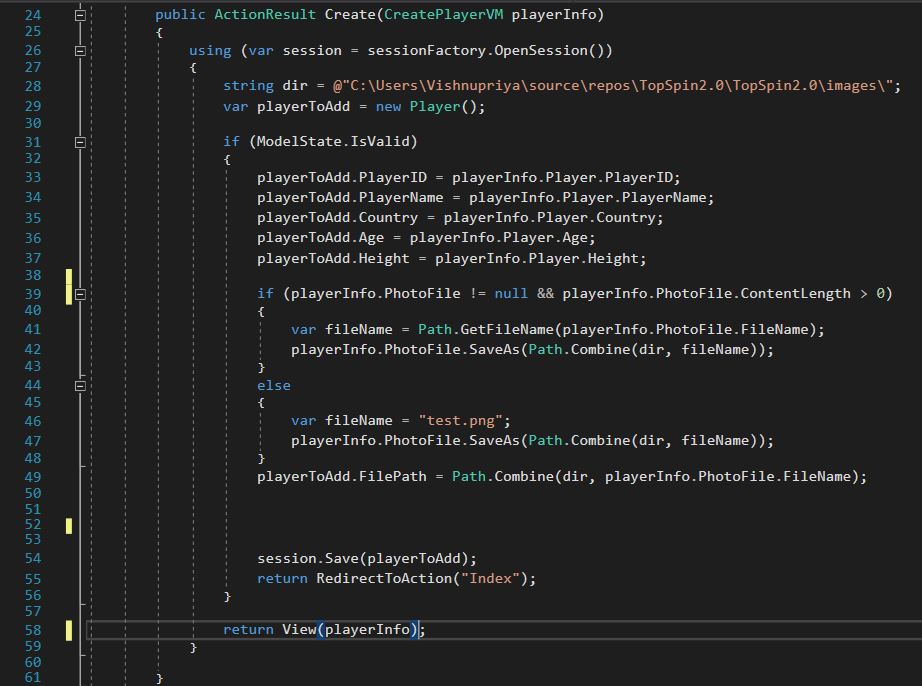 24 public ActionResult Create(CreatePlayerVM playerInfo)
25 {
26 using (var session = sessionFactory.OpenSession())
27 {
28 string dir = @"C:\Users\Vishnupriya\source\repos\TopSpin2.0\TopSpin2.0\images\";
29 var playerToAdd = new Player();
30
31 if (ModelState.IsValid)
32 {
33 playerToAdd.PlayerID = playerInfo.Player.PlayerID;
34 playerToAdd.PlayerName = playerInfo.Player.PlayerName;
35 playerToAdd.Country = playerInfo.Player.Country;
36 playerToAdd.Age = playerInfo.Player.Age;
37 playerToAdd.Height = playerInfo.Player.Height;
38
39 if (playerInfo.PhotoFile != null && playerInfo.PhotoFile.ContentLength > 0)
40 {
41 var fileName = Path.GetFileName(playerInfo.PhotoFile.FileName);
42 playerInfo.PhotoFile.SaveAs(Path.Combine(dir, fileName));
43 }
44 else
45 {
46 var fileName = "test.png";
47 playerInfo.PhotoFile.SaveAs(Path.Combine(dir, fileName));
48 }
49 playerToAdd.FilePath = Path.Combine(dir, playerInfo.PhotoFile.FileName);
50
51
52
53
54 session.Save(playerToAdd);
55 return RedirectToAction("Index");
56 }
57
58 return View(playerInfo);
59 }
60
61 }